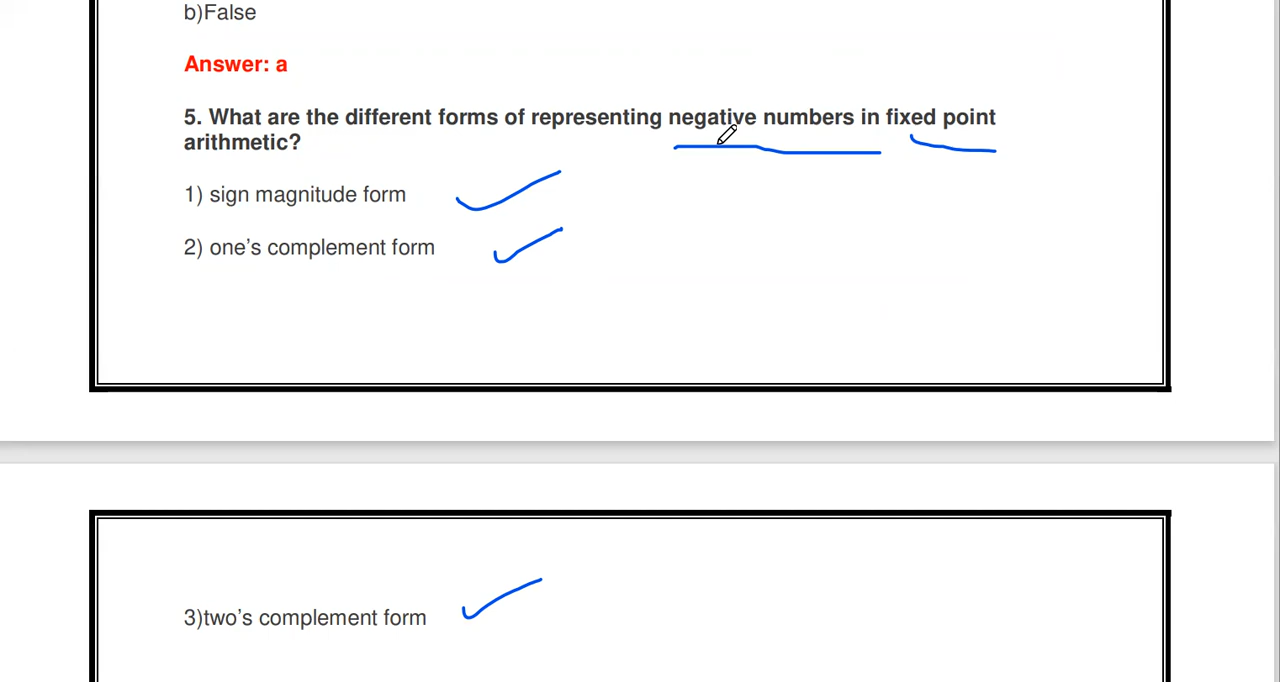 b)False
Answer: a
5. What are the different forms of representing negative numbers in fixed point
arithmetic?
1) sign magnitude form
2) one’s complement form
3)two’s complement form